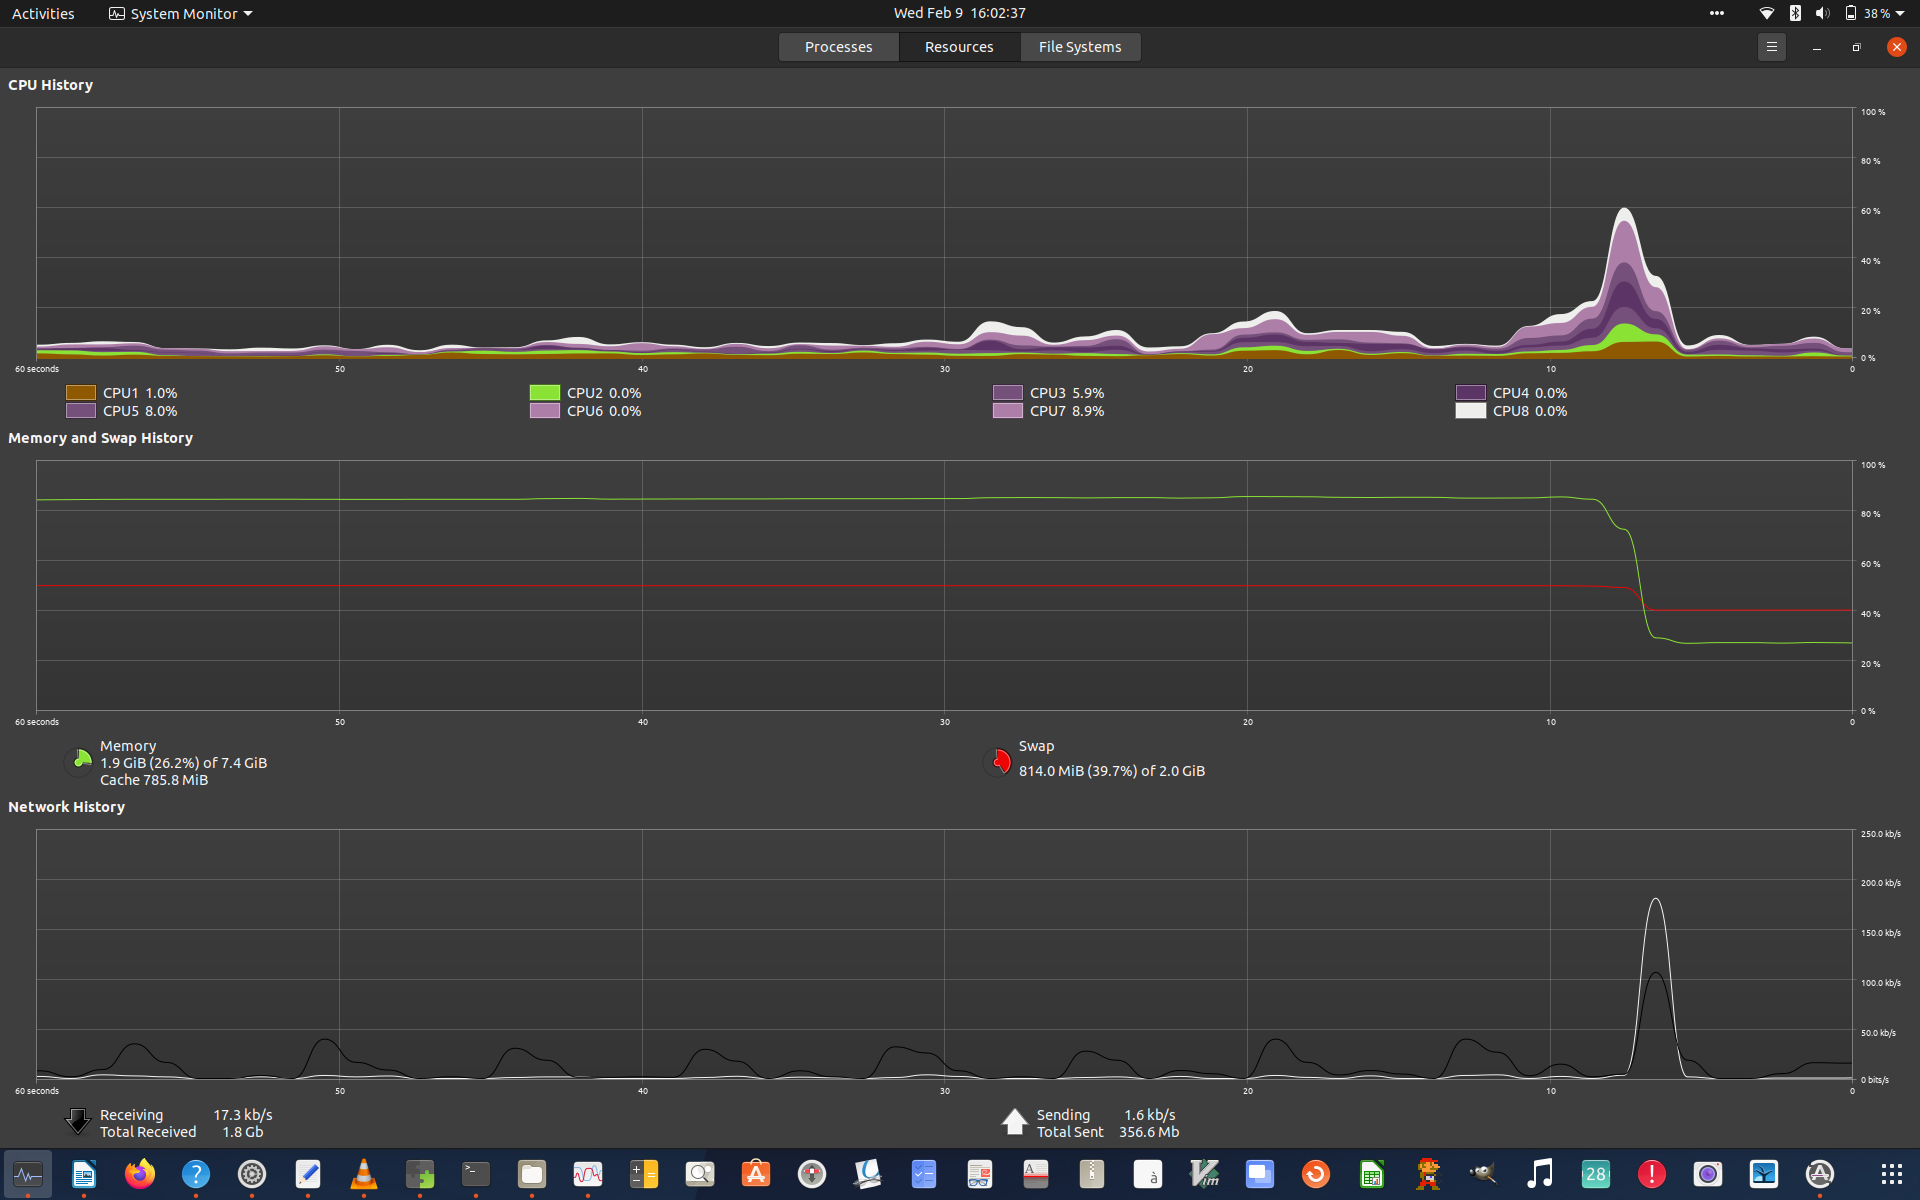 Activities System Monitor Wed Feb 9 16:02:37 38 %
Processes Resources File Systems
CPU History
100 %
80 %
60 %
40 %
20 %
0 %
60 seconds 50 40 30 20 10 0
CPU1 1.0% CPU2 0.0% CPU3 5.9% CPU4 0.0%
CPU5 8.0% CPU6 0.0% CPU7 8.9% CPU8 0.0%
Memory and Swap History
100 %
80 %
60 %
40 %
20 %
0 %
60 seconds 50 40 30 20 10 0
Memory
1.9 GiB (26.2%) of 7.4 GiB
Cache 785.8 MiB
Swap
814.0 MiB (39.7%) of 2.0 GiB
Network History
250.0 kb/s
200.0 kb/s
150.0 kb/s
100.0 kb/s
50.0 kb/s
0 bits/s
60 seconds 50 40 30 20 10 0
Receiving 17.3 kb/s
Total Received 1.8 Gb
Sending 1.6 kb/s
Total Sent 356.6 Mb
? >_ A A à Vim 28 !